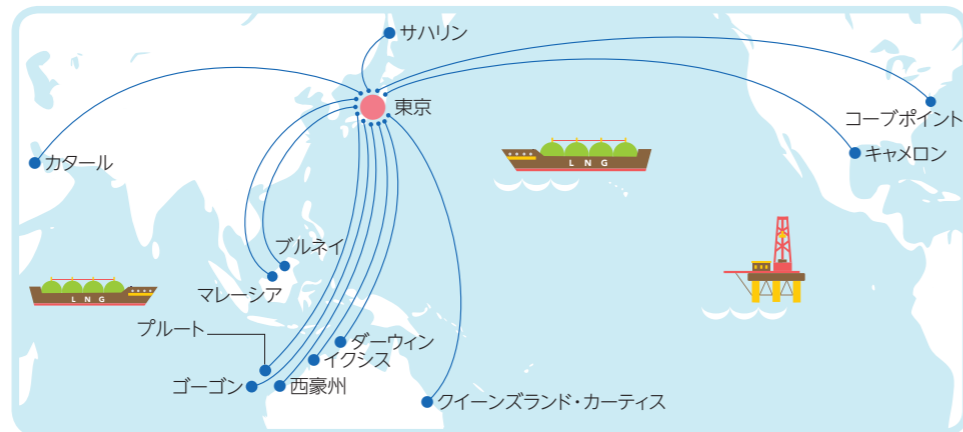 サハリン
東京
コーブポイント
キャメロン
カタール
LNG
ブルネイ
マレーシア
LNG
プルート
ダーウィン
イクシス
ゴーゴン
西豪州
クイーンズランド・カーティス